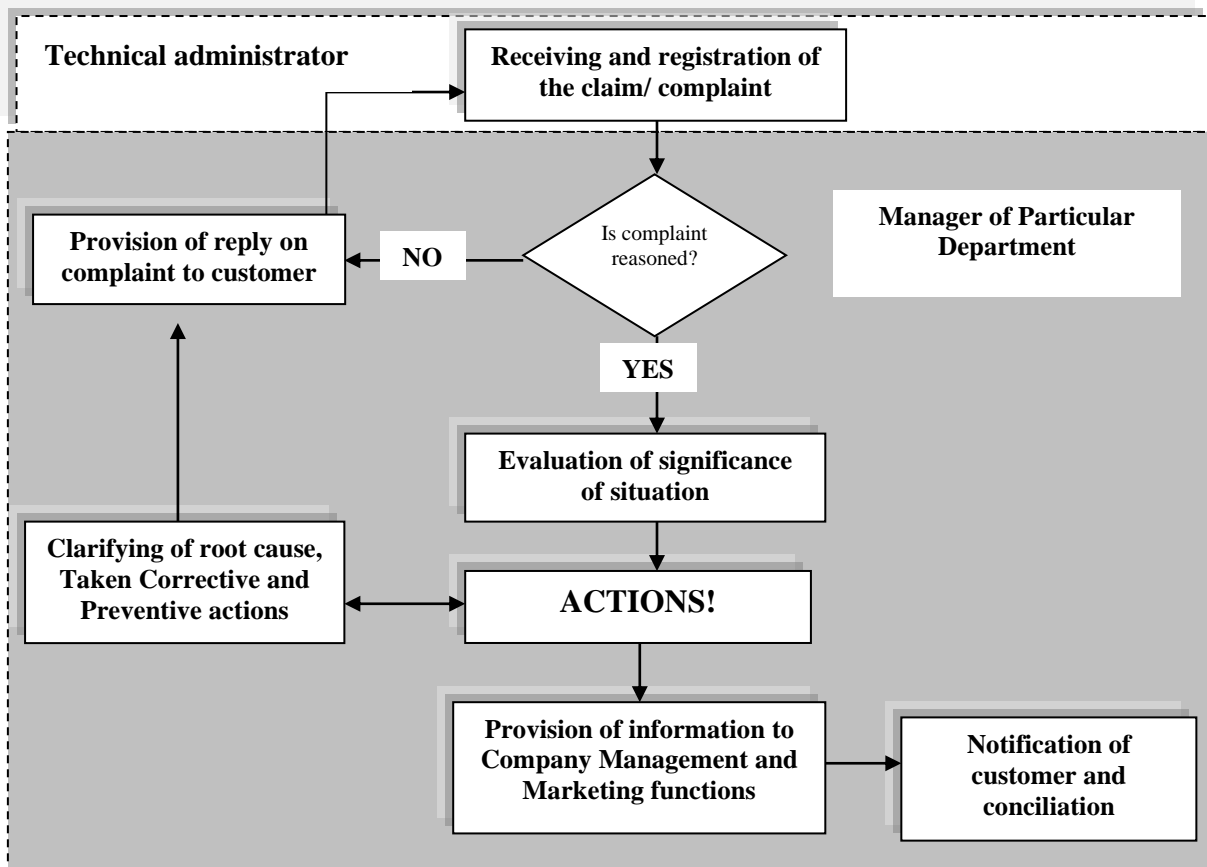 Technical administrator
Receiving and registration of
the claim/ complaint
Is complaint
reasoned?
Manager of Particular
Department
Provision of reply on
complaint to customer
NO
YES
Evaluation of significance
of situation
Clarifying of root cause,
Taken Corrective and
Preventive actions
ACTIONS!
Provision of information to
Company Management and
Marketing functions
Notification of
customer and
conciliation